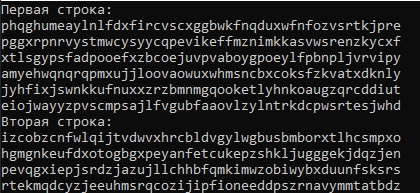 Первая строка:
phqghumeaylnlfdxfircvscxggbwkfnqduxwfnfozvsrtkjpre
pggxrpnrvystmwcysyycqpevikeffmznimkkasvwsrenzkycxf
xtlsgypsfadpooefxzbcoejuvpvaboygpoeylfpbnpljvrvipy
amyehwqnqrqpmxujjloovaowuxwhmsncbxcoksfzkvatxdknly
jyhfixjswnkkufnuxxzrzbmnmgqooketlyhnkoaugzqrcddiut
eiojwayyzpvscmpsajlfvgubfaaovlzylntrkdcpwsrtesjwhd
Вторая строка:
izcobzcnfwlqijtvdwvxhrcbldvgylwgbusbmborxtlhcsmpxo
hgmgnkeufdxotogbgxpeyanfetcukepzshkljugggekjdqzjen
pevqgxiepjsrdzjazujllchhbfqmkimwzobiwybxduunfsksrs
rtekmqdcyzjeeuhmsrqcozijipfioneeddpszrnavymmtatbdz